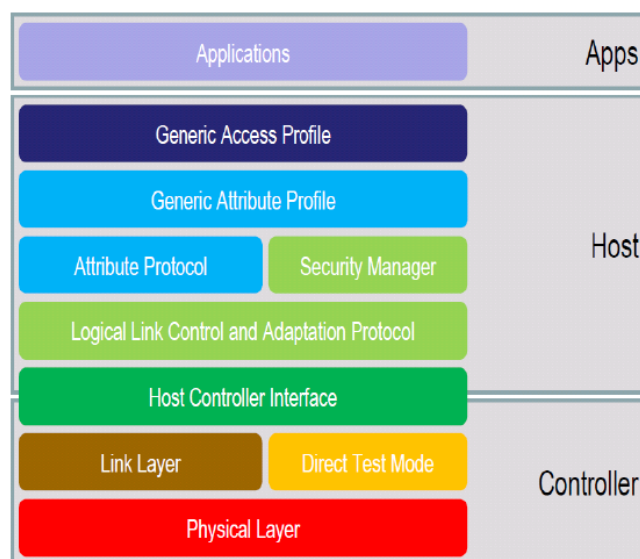 Applications
Apps
Generic Access Profile
Generic Attribute Profile
Attribute Protocol
Security Manager
Host
Logical Link Control and Adaptation Protocol
Host Controller Interface
Link Layer
Direct Test Mode
Controller
Physical Layer